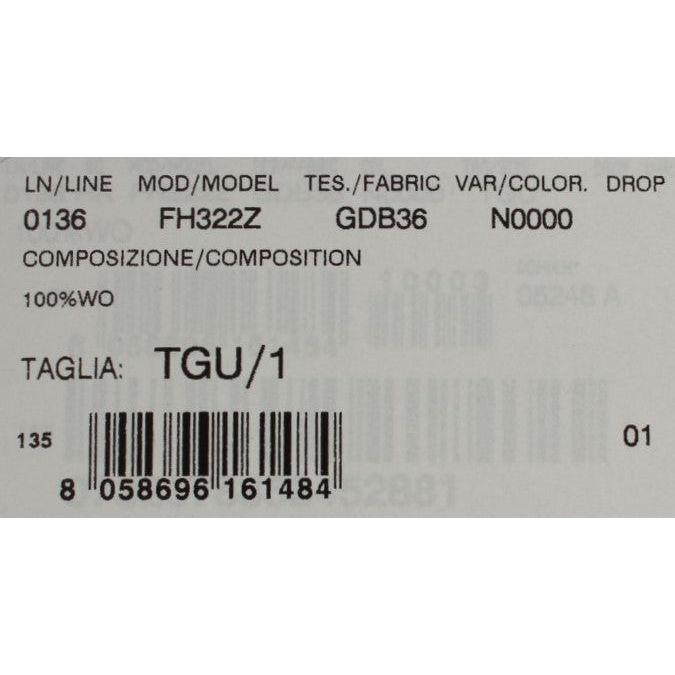 LN/LINE MOD/MODEL TES./FABRIC VAR/COLOR. DROP
0136 FH322Z GDB36 N0000
COMPOSIZIONE/COMPOSITION
100%WO
TAGLIA: TGU/1
135 01
8 058696 161484